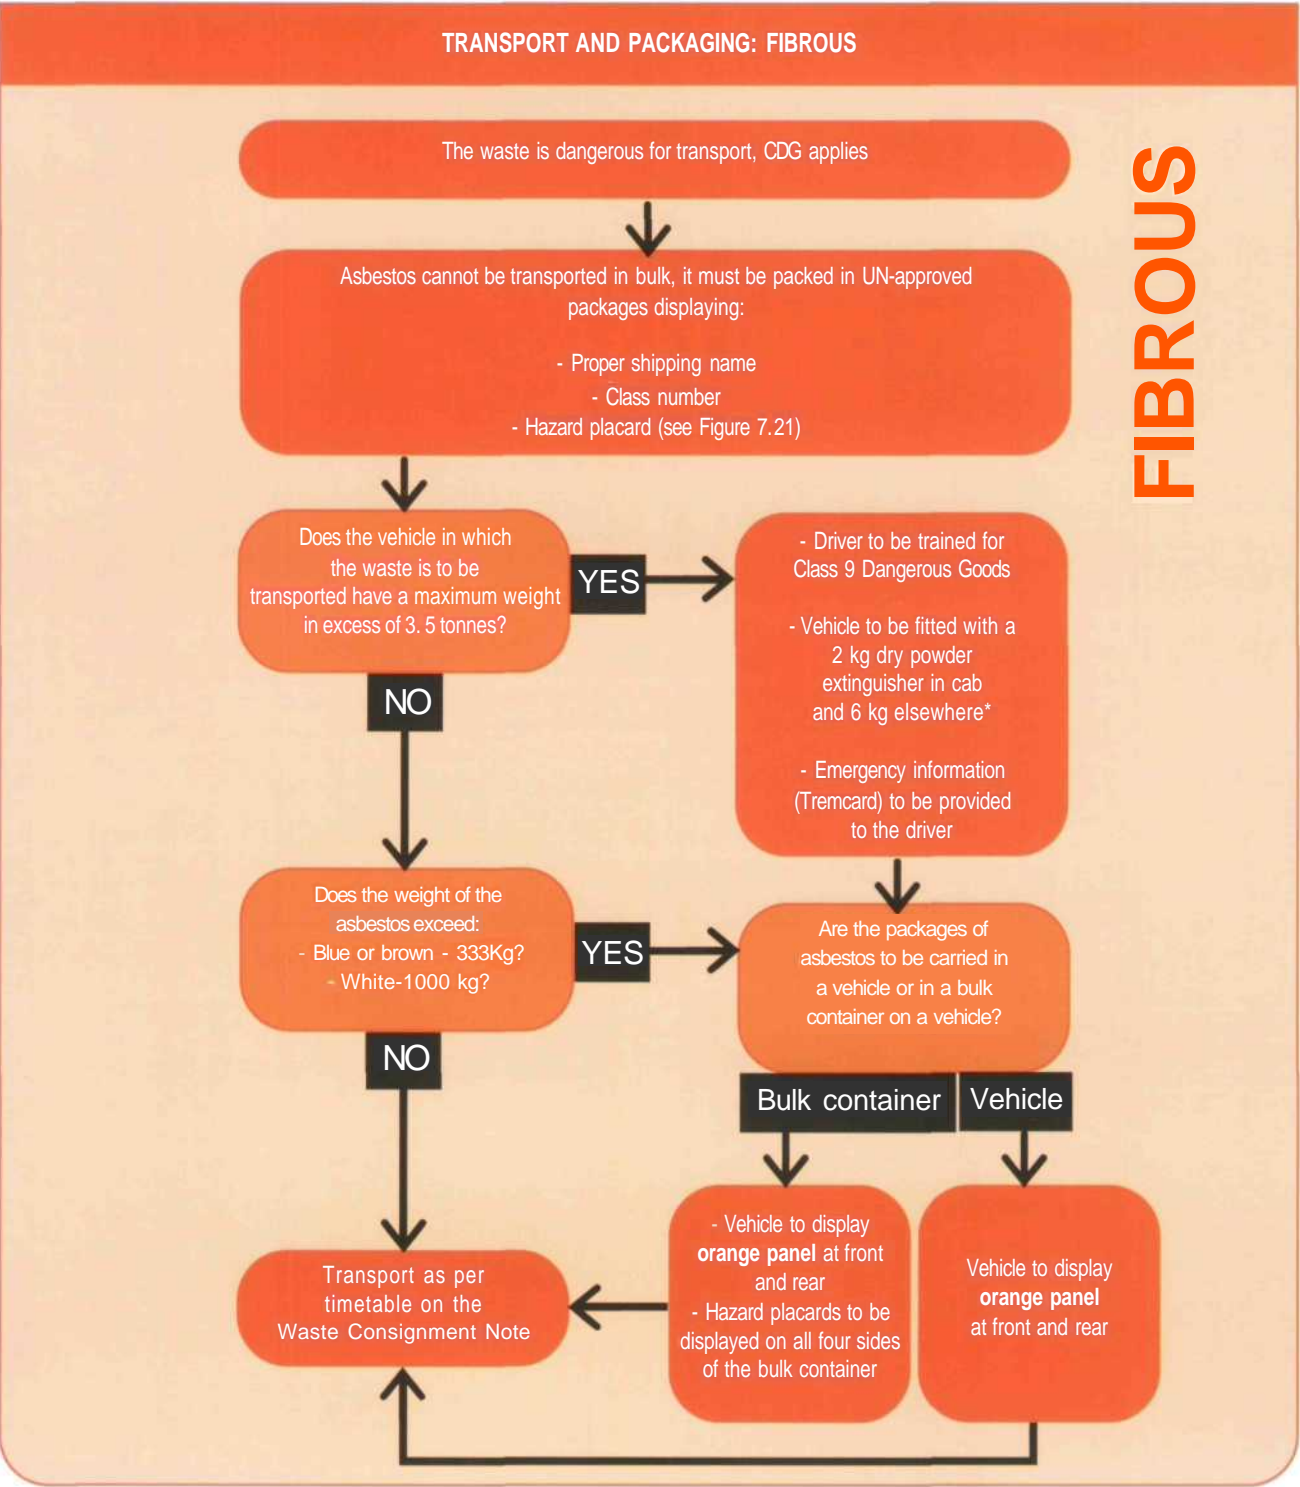 TRANSPORT AND PACKAGING: FIBROUS
FIBROUS
The waste is dangerous for transport, CDG applies
Asbestos cannot be transported in bulk, it must be packed in UN-approved
packages displaying:
- Proper shipping name
- Class number
- Hazard placard (see Figure 7.21)
Does the vehicle in which
the waste is to be
transported have a maximum weight
in excess of 3. 5 tonnes?
YES
- Driver to be trained for
Class 9 Dangerous Goods
- Vehicle to be fitted with a
2 kg dry powder
extinguisher in cab
and 6 kg elsewhere*
- Emergency information
(Tremcard) to be provided
to the driver
NO
Does the weight of the
asbestos exceed:
- Blue or brown - 333Kg?
- White-1000 kg?
YES
Are the packages of
asbestos to be carried in
a vehicle or in a bulk
container on a vehicle?
NO
Bulk container
Vehicle
- Vehicle to display
orange panel at front
and rear
- Hazard placards to be
displayed on all four sides
of the bulk container
Vehicle to display
orange panel
at front and rear
Transport as per
timetable on the
Waste Consignment Note